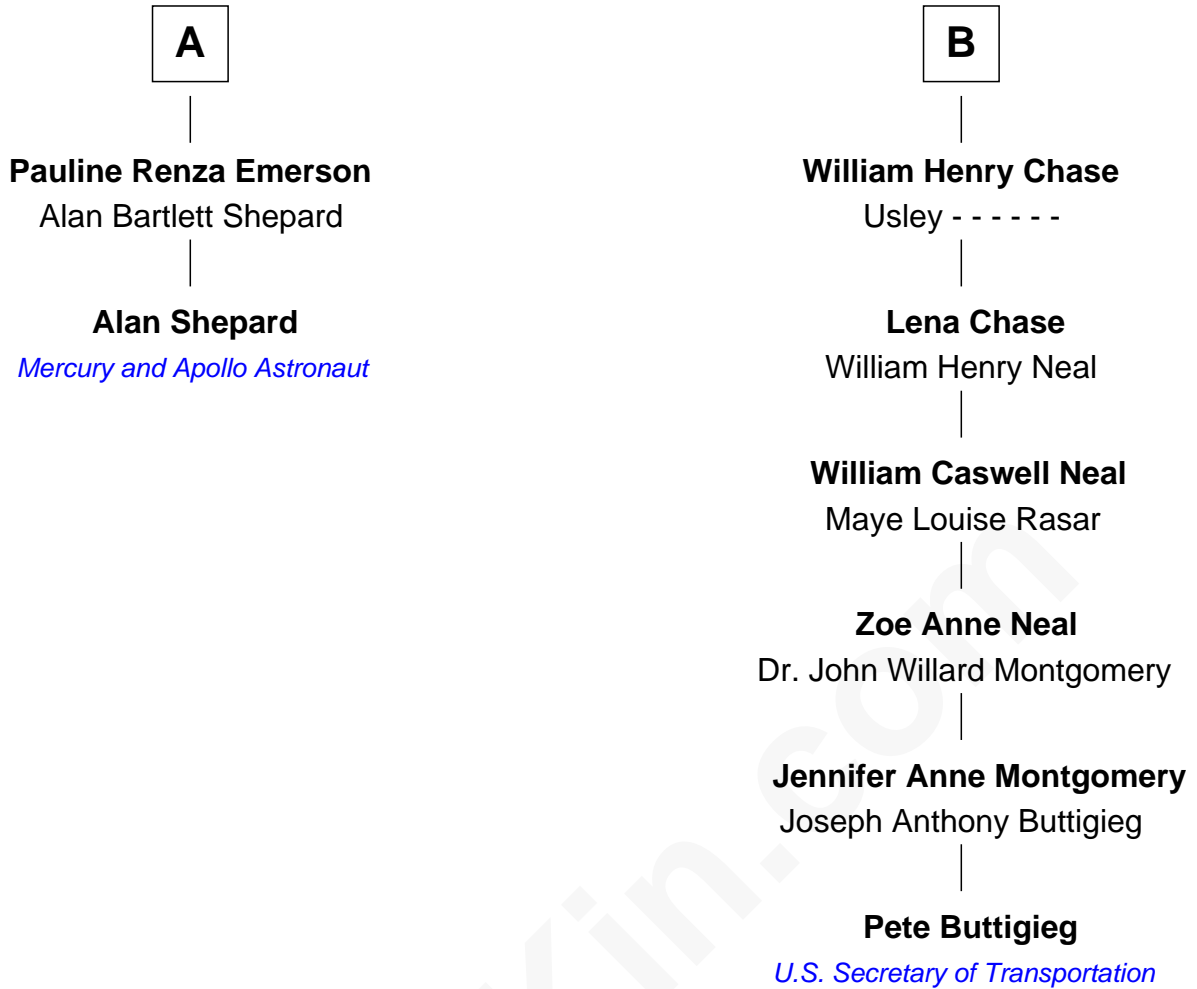 A
Pauline Renza Emerson
Alan Bartlett Shepard
Alan Shepard
Mercury and Apollo Astronaut
B
William Henry Chase
Usley - - - - - -
Lena Chase
William Henry Neal
William Caswell Neal
Maye Louise Rasar
Zoe Anne Neal
Dr. John Willard Montgomery
Jennifer Anne Montgomery
Joseph Anthony Buttigieg
Pete Buttigieg
U.S. Secretary of Transportation
Kin.com